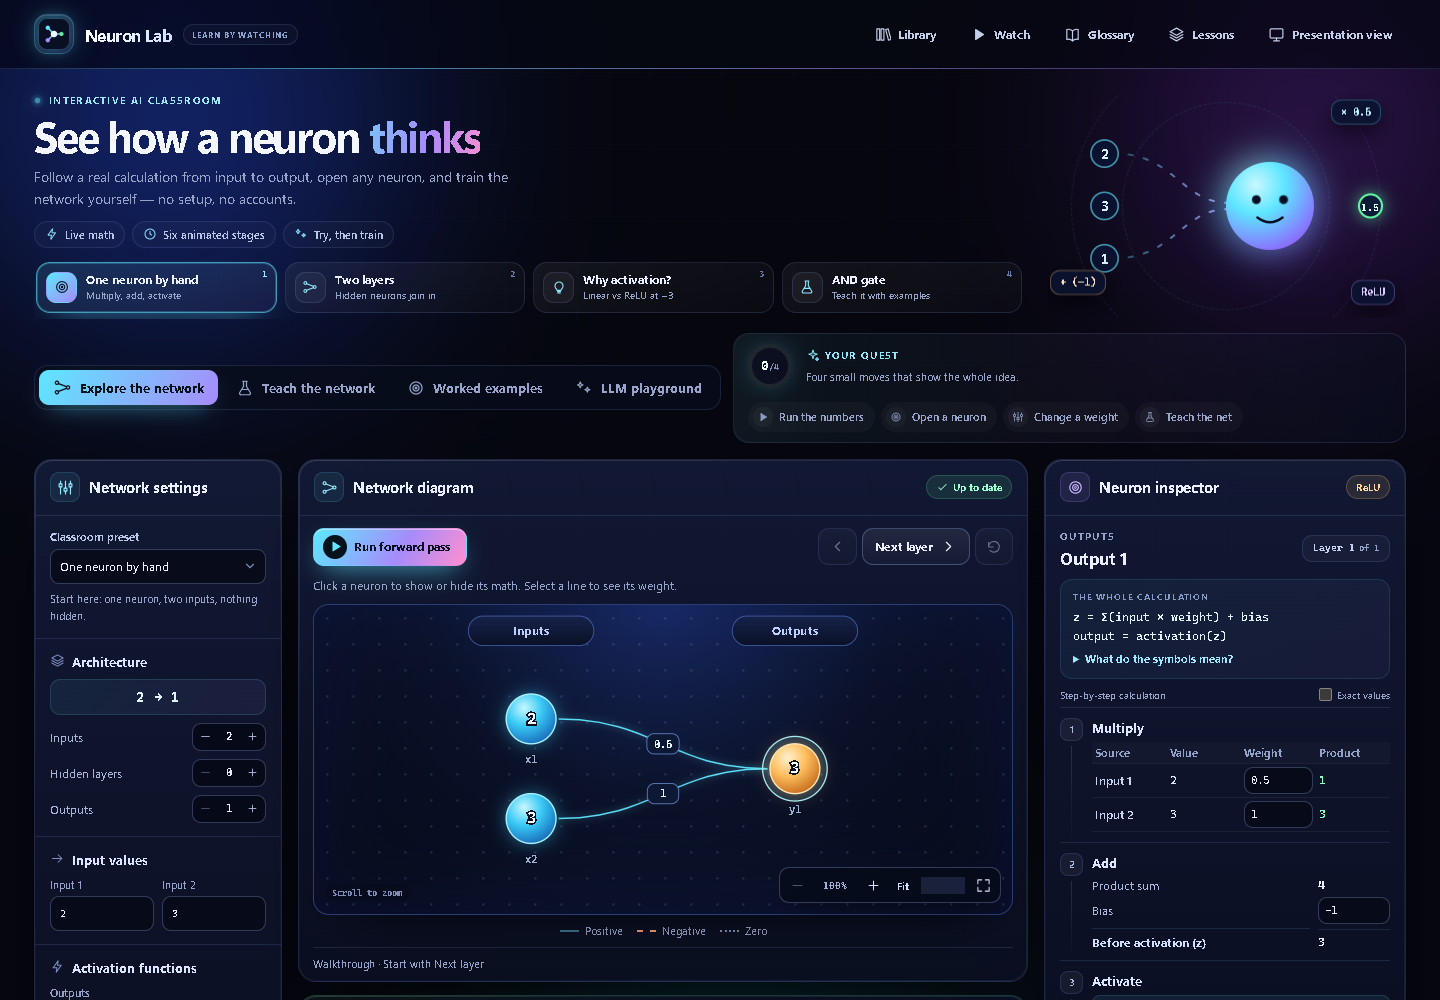 Neuron Lab
LEARN BY WATCHING
Library
Watch
Glossary
Lessons
Presentation view
INTERACTIVE AI CLASSROOM
See how a neuron thinks
Follow a real calculation from input to output, open any neuron, and train the
network yourself — no setup, no accounts.
Live math
Six animated stages
Try, then train
One neuron by hand
Multiply, add, activate
1
Two layers
Hidden neurons join in
2
Why activation?
Linear vs ReLU at −3
3
AND gate
Teach it with examples
4
× 0.5
2
3
1
1.5
+ (−1)
ReLU
Explore the network
Teach the network
Worked examples
LLM playground
0/4
YOUR QUEST
Four small moves that show the whole idea.
Run the numbers
Open a neuron
Change a weight
Teach the net
Network settings
Classroom preset
One neuron by hand
Start here: one neuron, two inputs, nothing
hidden.
Architecture
2 → 1
Inputs
− 2 +
Hidden layers
− 0 +
Outputs
− 1 +
Input values
Input 1
Input 2
2
3
Activation functions
Outputs
Network diagram
Up to date
Run forward pass
Next layer
Click a neuron to show or hide its math. Select a line to see its weight.
Inputs
Outputs
2
x1
0.5
3
y1
1
3
x2
Scroll to zoom
− 100% + Fit
Positive
Negative
Zero
Walkthrough · Start with Next layer
Neuron inspector
ReLU
OUTPUTS
Output 1
Layer 1 of 1
THE WHOLE CALCULATION
z = Σ(input × weight) + bias
output = activation(z)
What do the symbols mean?
Step-by-step calculation
Exact values
1
Multiply
Source Value Weight Product
Input 1 2 0.5 1
Input 2 3 1 3
2
Add
Product sum 4
Bias −1
Before activation (z) 3
3
Activate